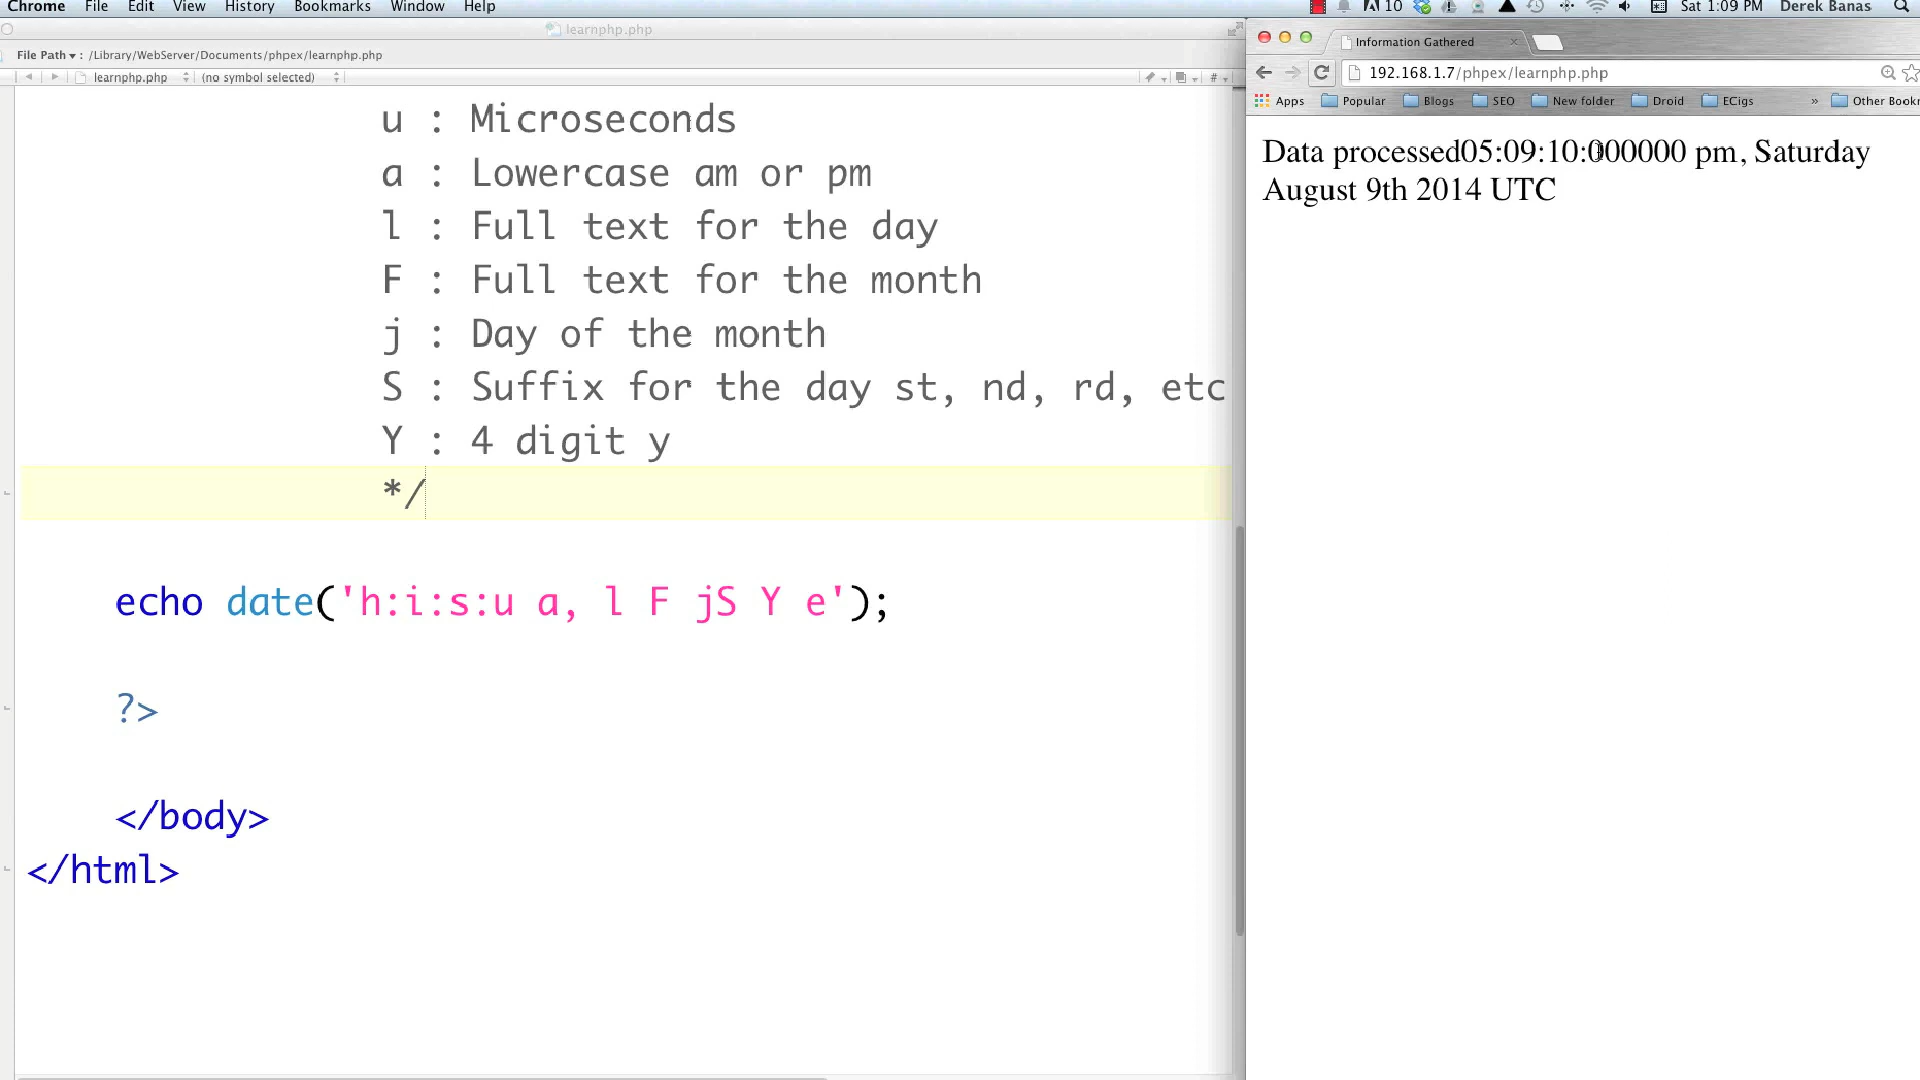 Chrome File Edit View History Bookmarks Window Help
10 Sat 1:09 PM Derek Banas
learnphp.php
File Path ▾ : /Library/WebServer/Documents/phpex/learnphp.php
learnphp.php (no symbol selected) #
u : Microseconds
a : Lowercase am or pm
l : Full text for the day
F : Full text for the month
j : Day of the month
S : Suffix for the day st, nd, rd, etc
Y : 4 digit y
*/
echo date('h:i:s:u a, l F jS Y e');
?>
</body>
</html>
Information Gathered
192.168.1.7/phpex/learnphp.php
Apps Popular Blogs SEO New folder Droid ECigs » Other Bookr
Data processed05:09:10:000000 pm, Saturday
August 9th 2014 UTC